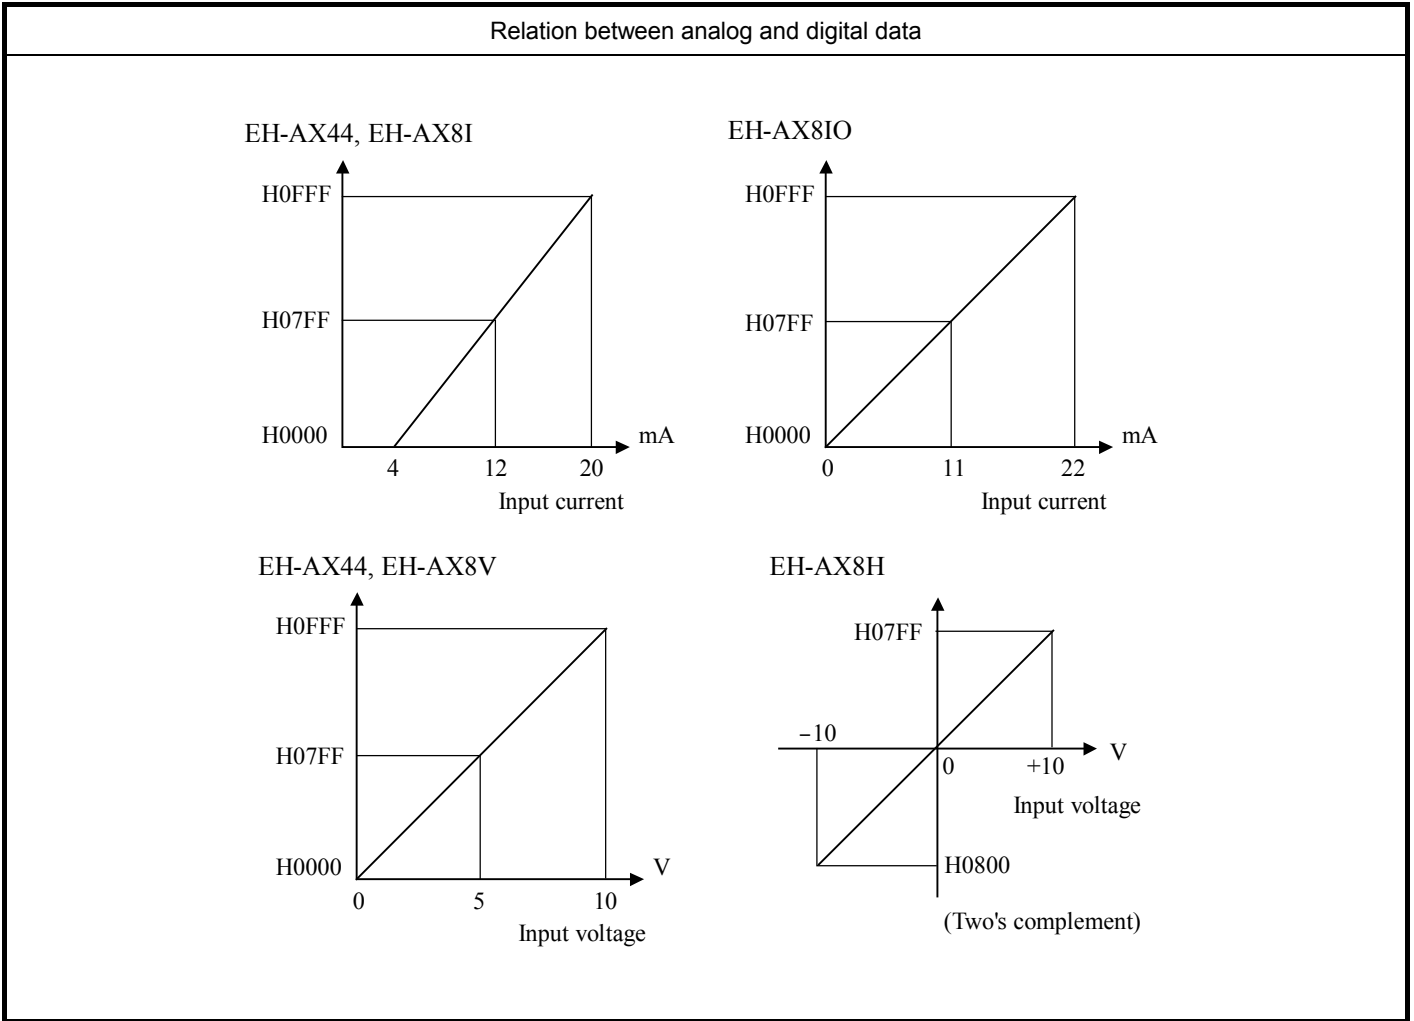 Relation between analog and digital data
EH-AX44, EH-AX8I
H0FFF
H07FF
H0000
4 12 20
mA
Input current
EH-AX8IO
H0FFF
H07FF
H0000
0 11 22
mA
Input current
EH-AX44, EH-AX8V
H0FFF
H07FF
H0000
0 5 10
V
Input voltage
EH-AX8H
H07FF
−10
0 +10
V
Input voltage
H0800
(Two's complement)